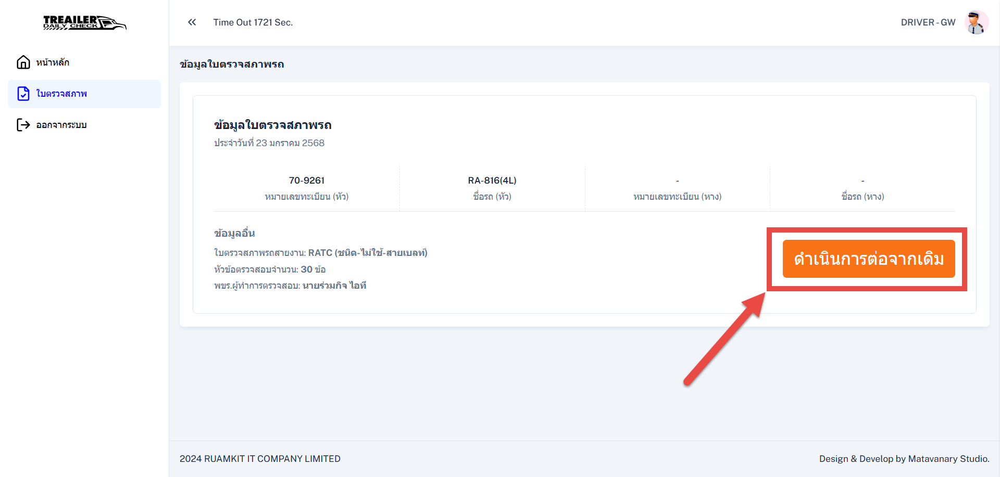 TREAILER
DAILY CHECK
Time Out 1721 Sec.
DRIVER - GW
หน้าหลัก
ใบตรวจสภาพ
ออกจากระบบ
ข้อมูลใบตรวจสภาพรถ
ข้อมูลใบตรวจสภาพรถ
ประจำวันที่ 23 มกราคม 2568
70-9261
หมายเลขทะเบียน (หัว)
RA-816(4L)
ชื่อรถ (หัว)
-
หมายเลขทะเบียน (หาง)
-
ชื่อรถ (หาง)
ข้อมูลอื่น
ใบตรวจสภาพรถสายงาน: RATC (ชนิด-ไม่ใช้-สายเบลท์)
หัวข้อตรวจสอบจำนวน: 30 ข้อ
พขร.ผู้ทำการตรวจสอบ: นายร่วมกิจ ไอที
ดำเนินการต่อจากเดิม
2024 RUAMKIT IT COMPANY LIMITED
Design & Develop by Matavanary Studio.